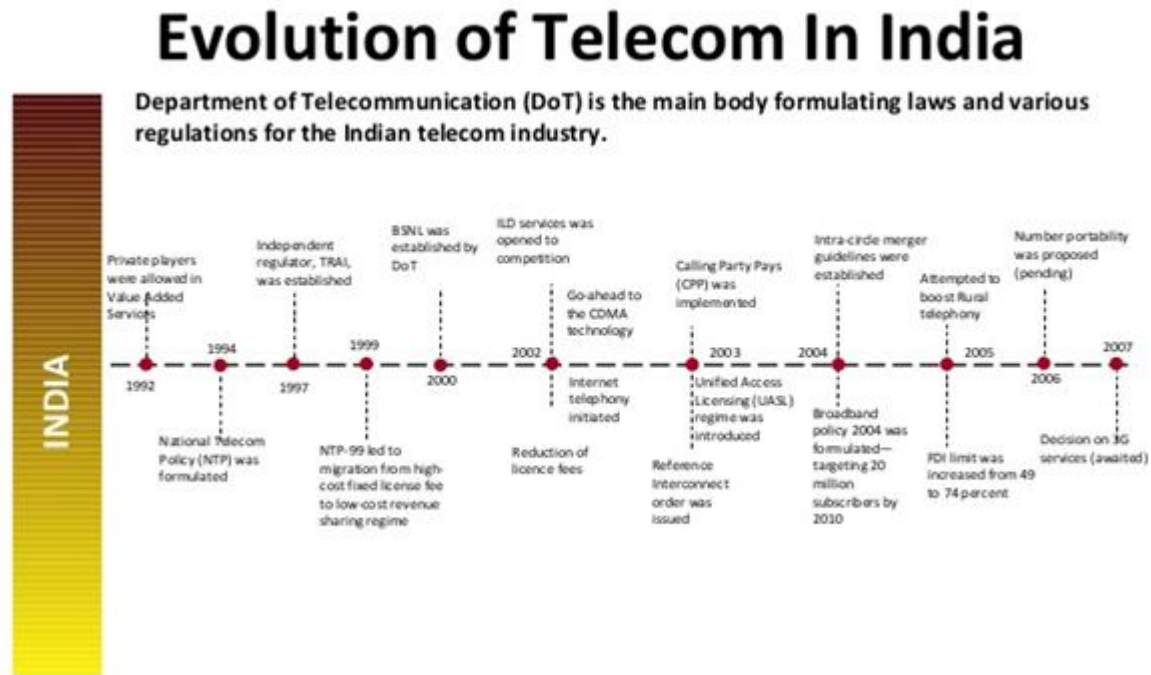 Evolution of Telecom In India
Department of Telecommunication (DoT) is the main body formulating laws and various
regulations for the Indian telecom industry.
INDIA
Private players
were allowed in
Value Added
Services
1992
1994
National Telecom
Policy (NTP) was
formulated
Independent
regulator, TRAI,
was established
1997
1999
NTP-99 led to
migration from high-
cost fixed license fee
to low-cost revenue
sharing regime
BSNL was
established by
DoT
2000
ILD services was
opened to
competition
Go-ahead to
the CDMA
technology
2002
Internet
telephony
initiated
Reduction of
licence fees
Calling Party Pays
(CPP) was
implemented
2003
Unified Access
Licensing (UASL)
regime was
introduced
Reference
Interconnect
order was
issued
Intra-circle merger
guidelines were
established
2004
Broadband
policy 2004 was
formulated—
targeting 20
million
subscribers by
2010
Attempted to
boost Rural
telephony
2005
FDI limit was
increased from 49
to 74 percent
Number portability
was proposed
(pending)
2006
2007
Decision on 3G
services (awaited)